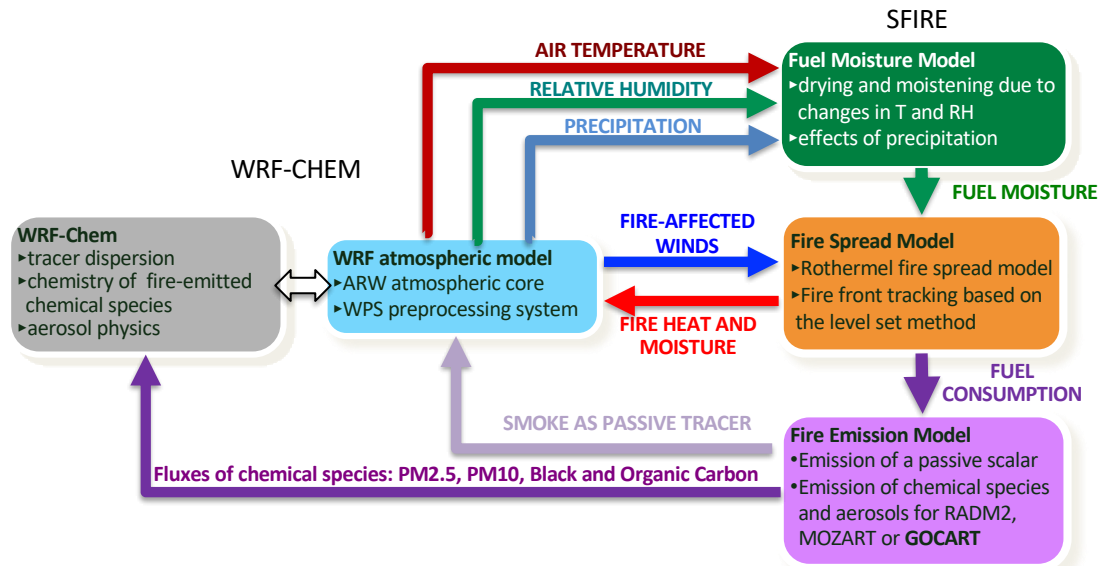 SFIRE
AIR TEMPERATURE
Fuel Moisture Model
▸drying and moistening due to
changes in T and RH
▸effects of precipitation
RELATIVE HUMIDITY
PRECIPITATION
WRF-CHEM
FUEL MOISTURE
WRF-Chem
▸tracer dispersion
▸chemistry of fire-emitted
chemical species
▸aerosol physics
WRF atmospheric model
▸ARW atmospheric core
▸WPS preprocessing system
FIRE-AFFECTED
WINDS
FIRE HEAT AND
MOISTURE
Fire Spread Model
▸Rothermel fire spread model
▸Fire front tracking based on
the level set method
FUEL
CONSUMPTION
SMOKE AS PASSIVE TRACER
Fluxes of chemical species: PM2.5, PM10, Black and Organic Carbon
Fire Emission Model
•Emission of a passive scalar
•Emission of chemical species
and aerosols for RADM2,
MOZART or GOCART